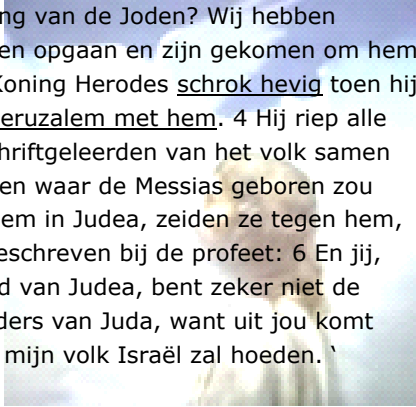 ng van de Joden? Wij hebben
en opgaan en zijn gekomen om hem
Koning Herodes schrok hevig toen hij
eruzalem met hem. 4 Hij riep alle
hriftgeleerden van het volk samen
en waar de Messias geboren zou
em in Judea, zeiden ze tegen hem,
eschreven bij de profeet: 6 En jij,
d van Judea, bent zeker niet de
ders van Juda, want uit jou komt
mijn volk Israël zal hoeden. ‘